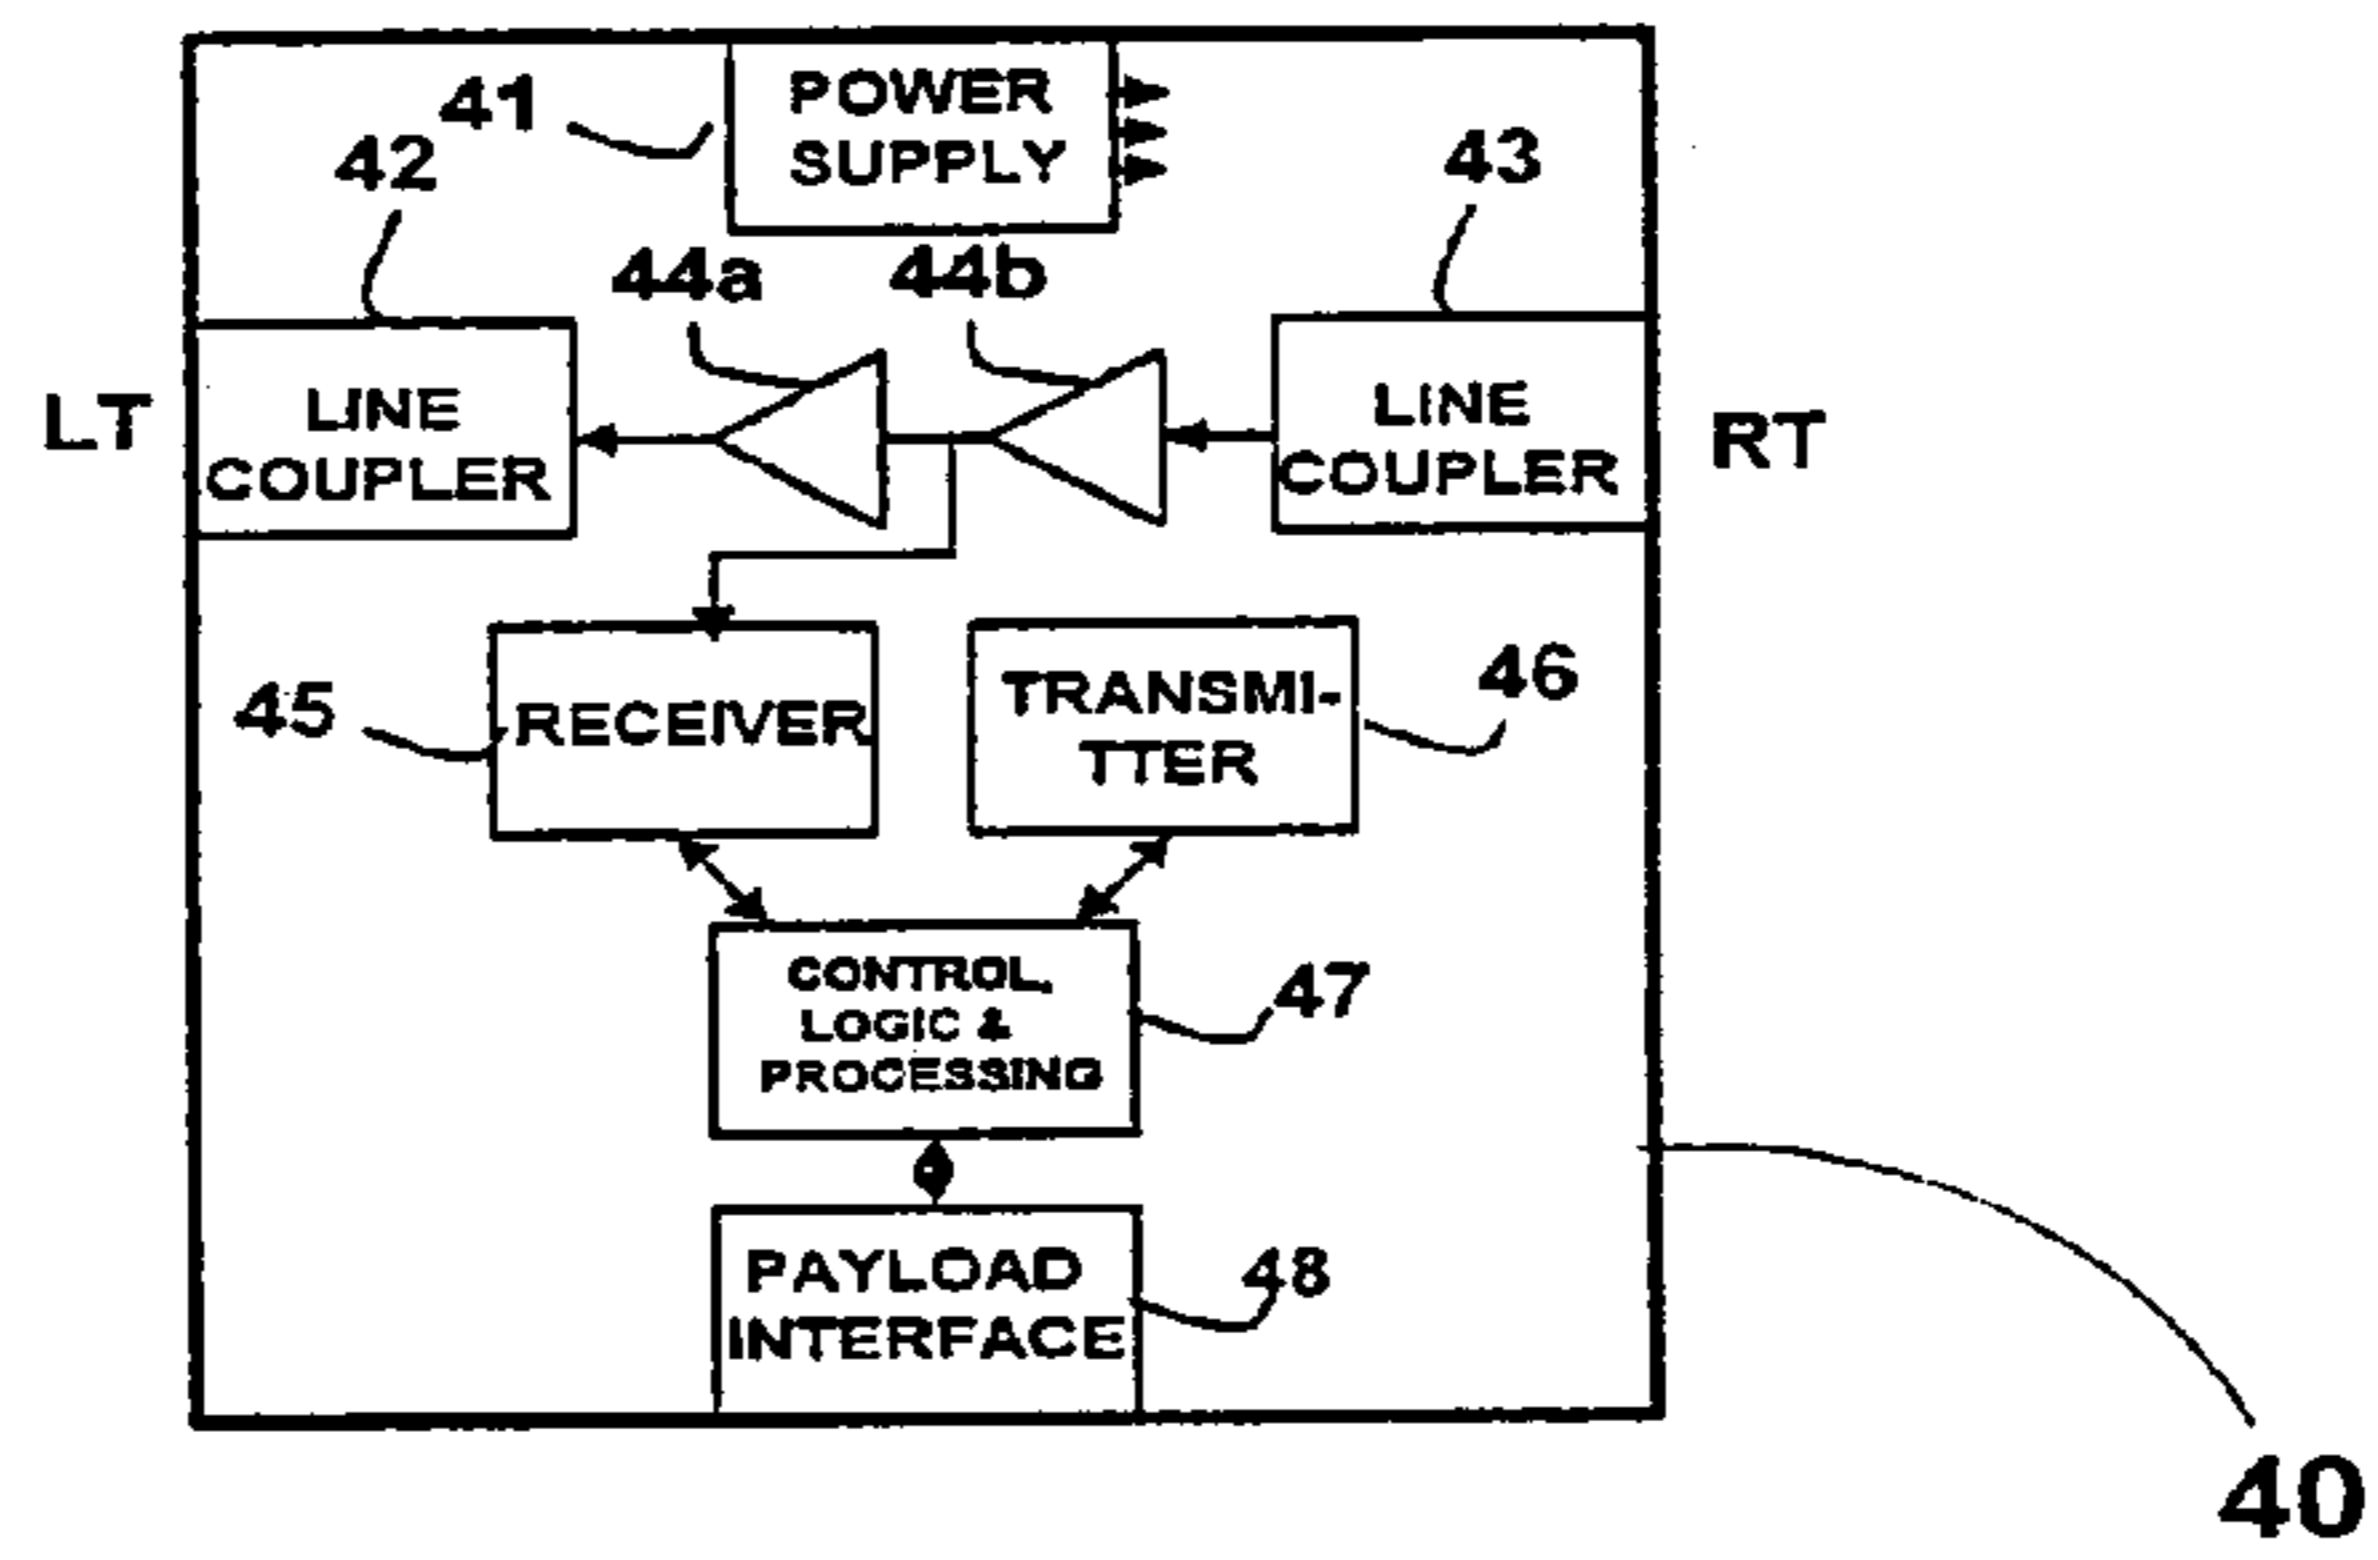 41
POWER
SUPPLY
42
43
44a
44b
LT
LINE
COUPLER
LINE
COUPLER
RT
45
RECEIVER
TRANSMI-
TTER
46
CONTROL,
LOGIC &
PROCESSING
47
PAYLOAD
INTERFACE
48
40